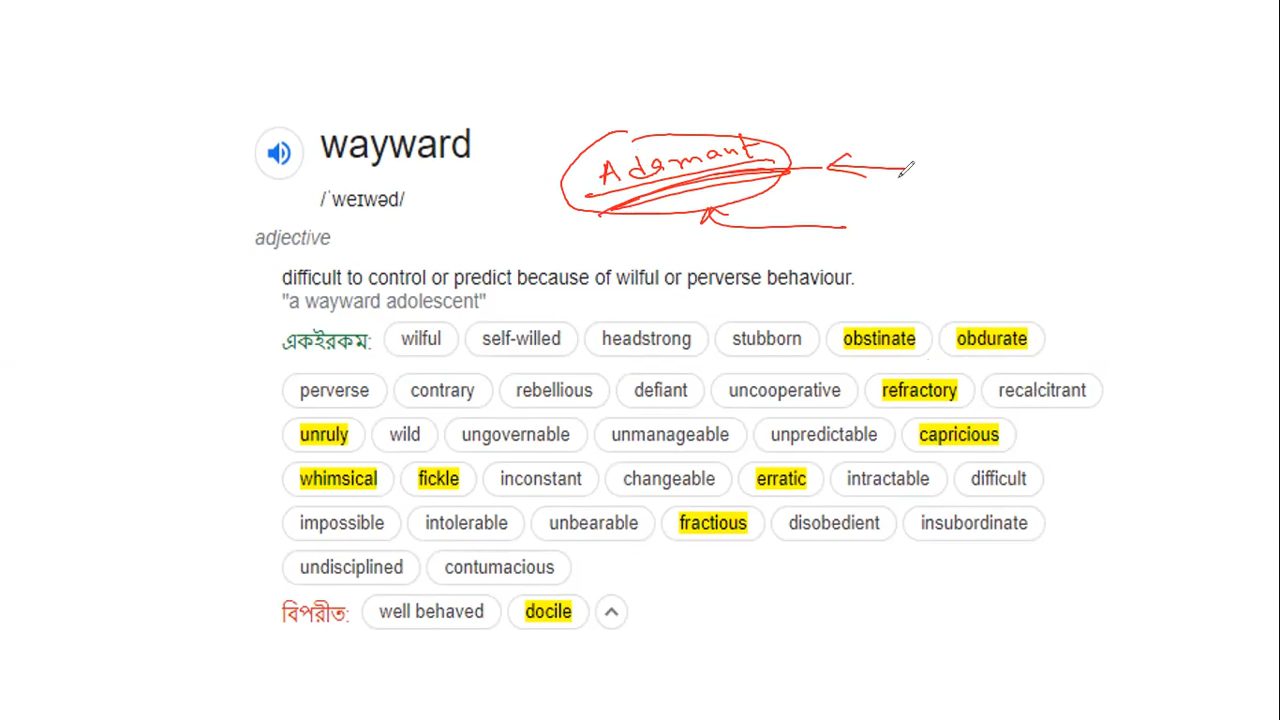 wayward
Adamant
/ˈweɪwəd/
adjective
difficult to control or predict because of wilful or perverse behaviour.
"a wayward adolescent"
একইরকম: wilful self-willed headstrong stubborn obstinate obdurate
perverse contrary rebellious defiant uncooperative refractory recalcitrant
unruly wild ungovernable unmanageable unpredictable capricious
whimsical fickle inconstant changeable erratic intractable difficult
impossible intolerable unbearable fractious disobedient insubordinate
undisciplined contumacious
বিপরীত: well behaved docile